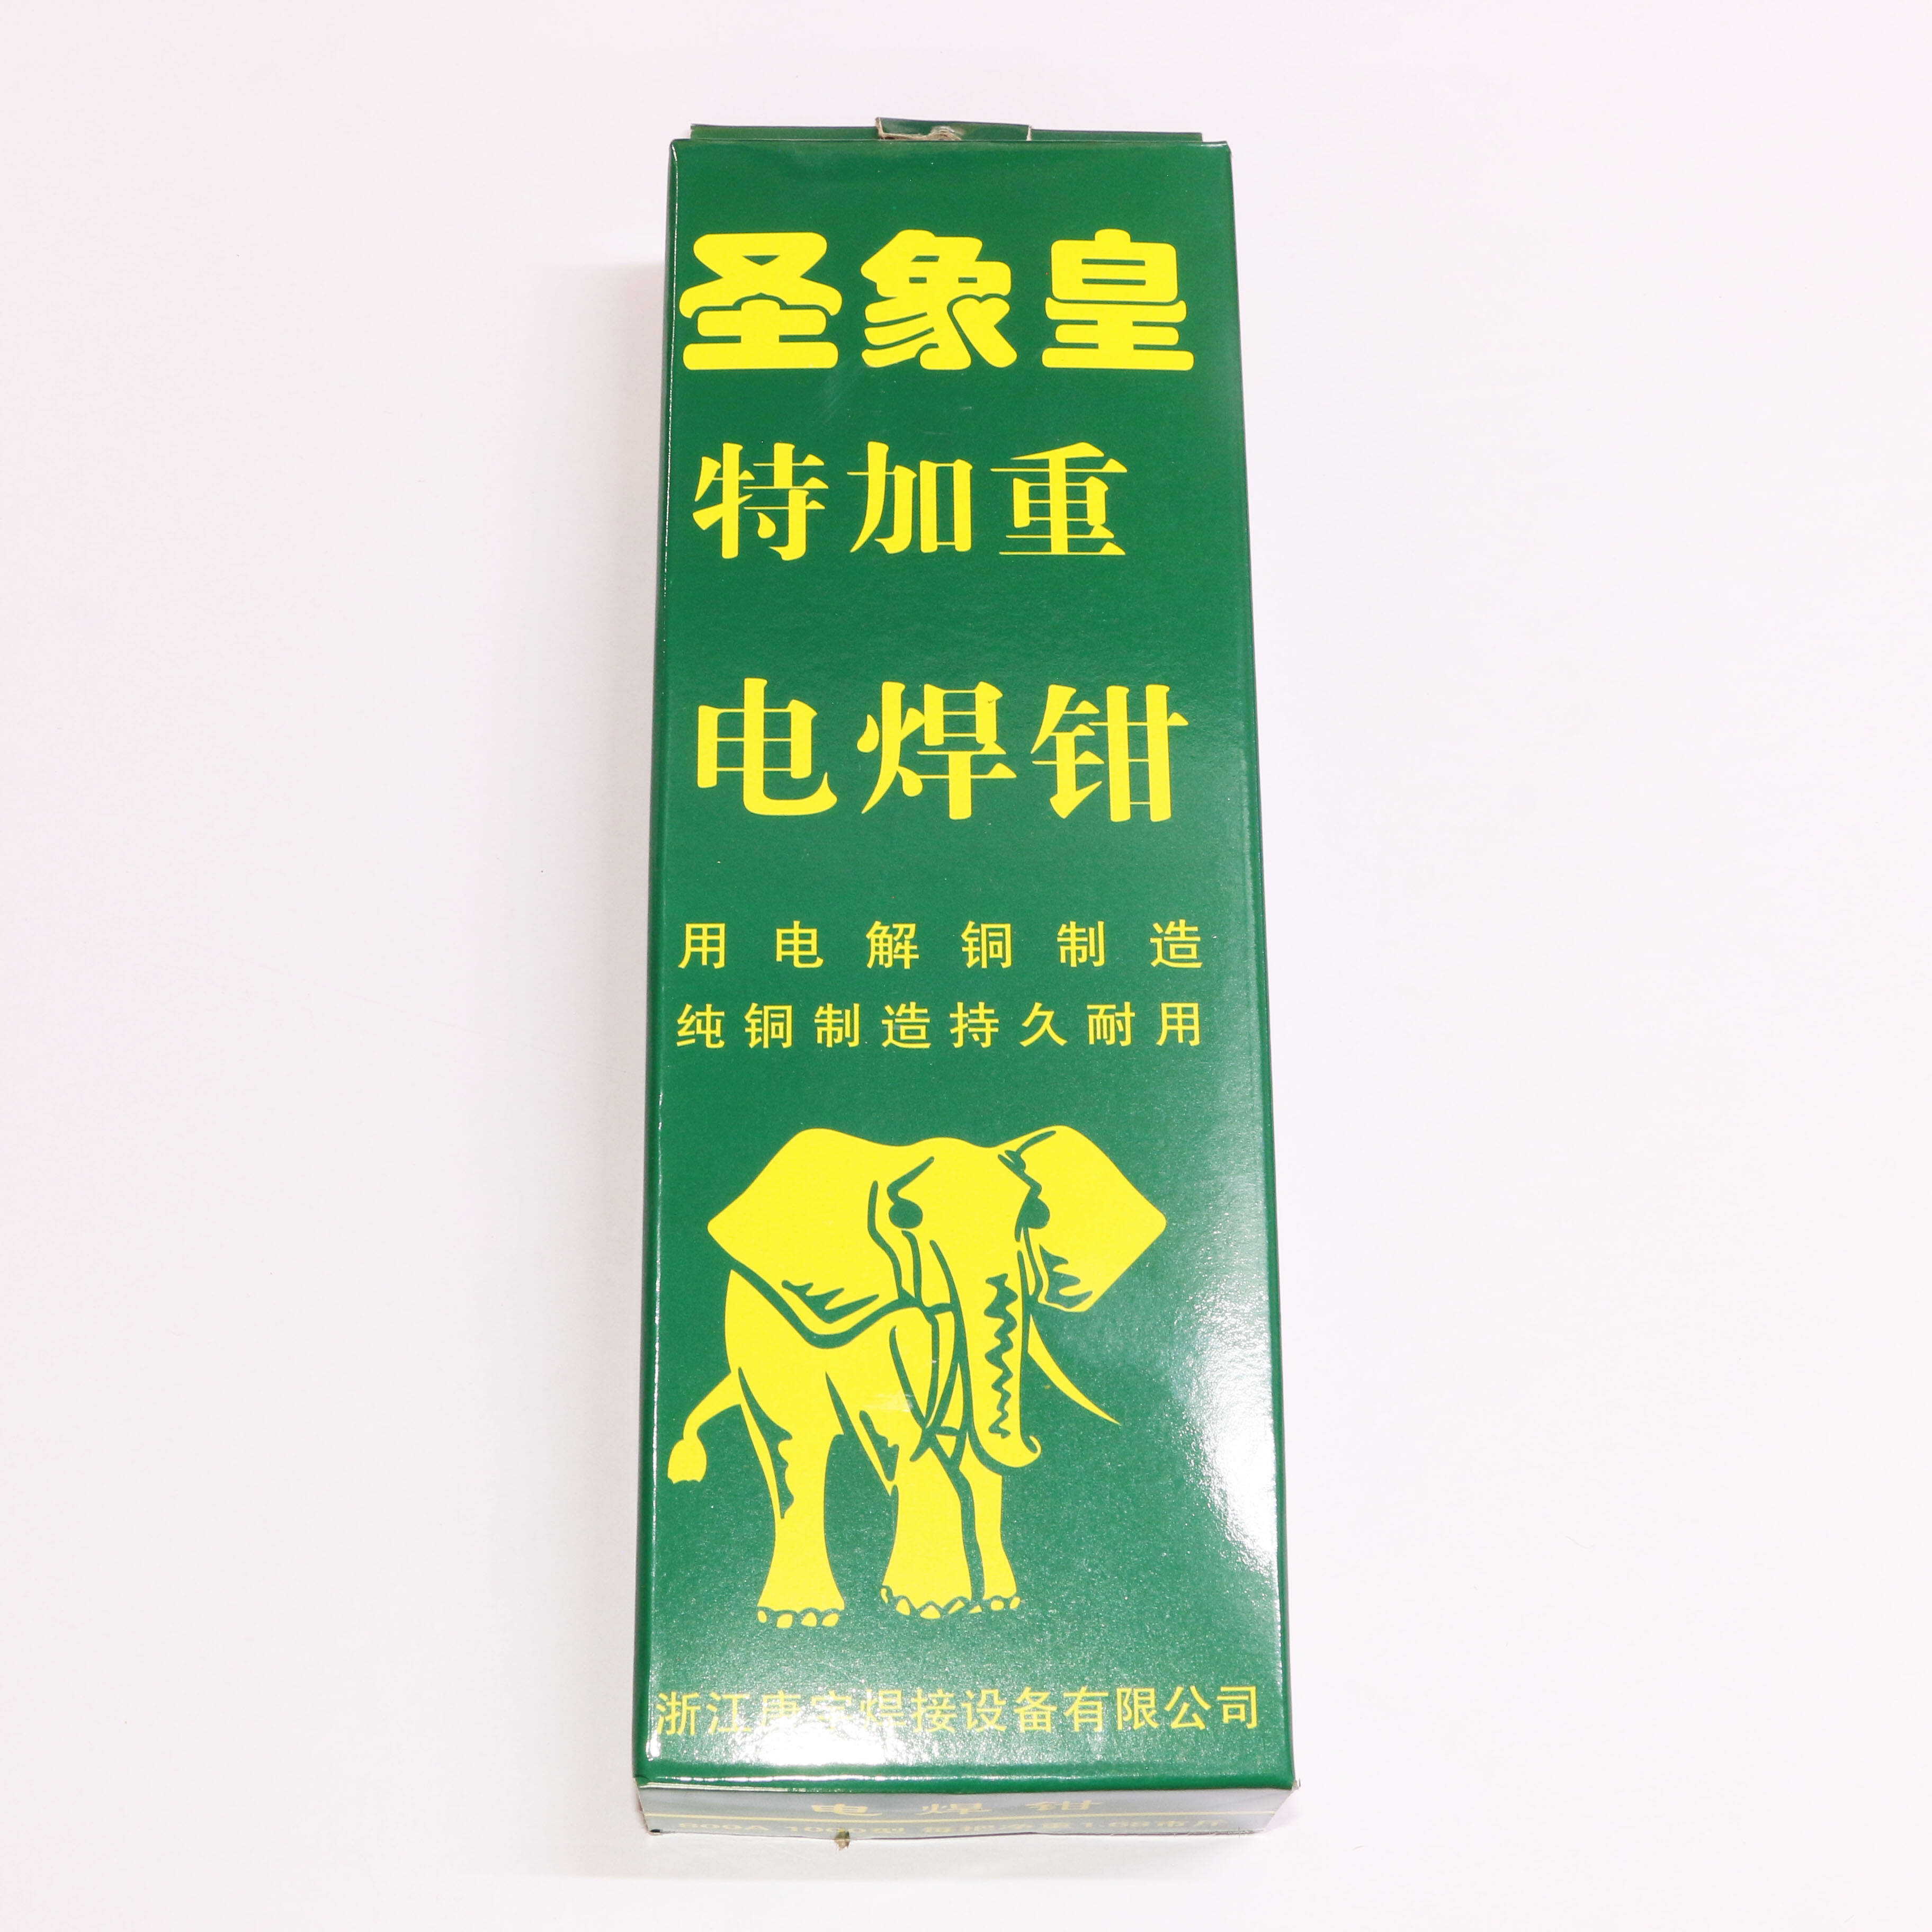 圣象皇
特加重
电焊钳
用电解铜制造
纯铜制造持久耐用
浙江康宇焊接设备有限公司
电焊钳